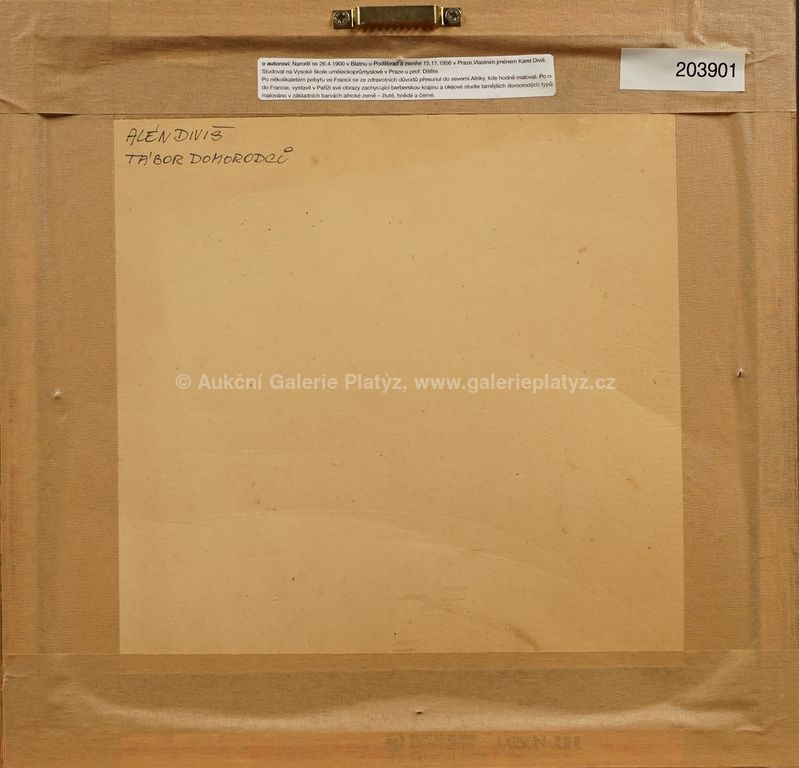 o autorovi: Narodil se 26.4.1900 v Blatnu u Poděbrad a zemřel 15.11.1956 v Praze.Vlastním jménem Karel Diviš.
Studoval na Vysoké škole uměleckoprůmyslové v Praze u prof. Dítěte.
Po několikaletém pobytu ve Francii se ze zdravotních důvodů přesunul do severní Afriky, kde hodně maloval. Po n
do Francie, vystavil v Paříži své obrazy zachycující berberskou krajinu a olejové studie tamějších domorodých typů,
malováno v základních barvách africké země – žluté, hnědé a černé.
203901
ALÉN DIVIŠ
TÁBOR DOMORODCŮ
© Aukční Galerie Platýz, www.galerieplatyz.cz